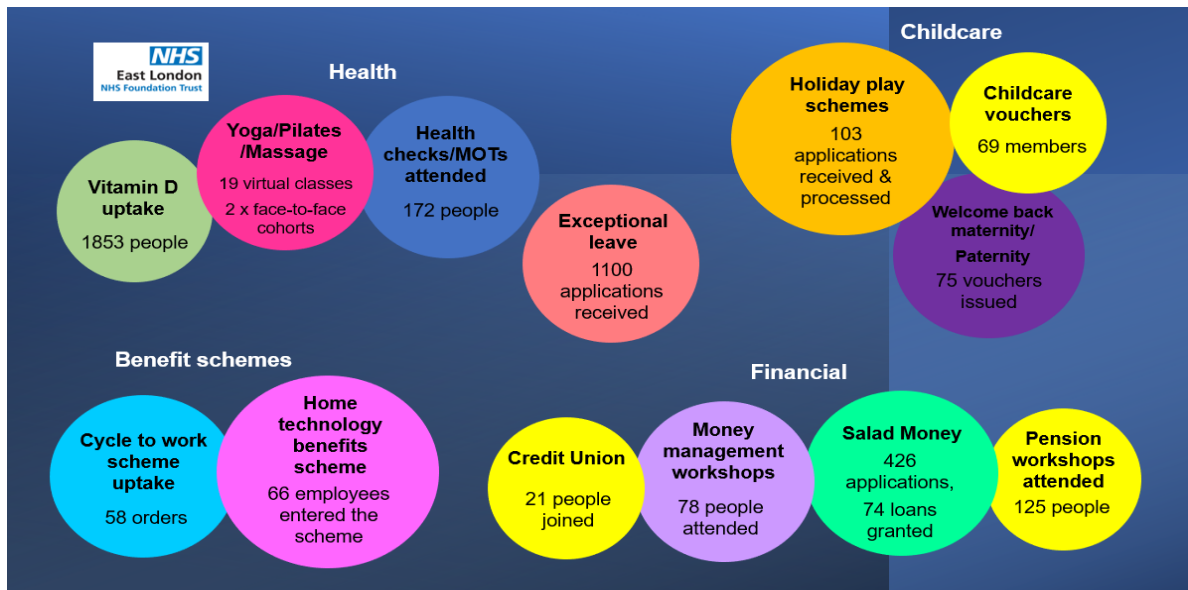 NHS
East London
NHS Foundation Trust
Health
Vitamin D
uptake
1853 people
Yoga/Pilates
/Massage
19 virtual classes
2 x face-to-face
cohorts
Health
checks/MOTs
attended
172 people
Exceptional
leave
1100
applications
received
Childcare
Holiday play
schemes
103
applications
received &
processed
Childcare
vouchers
69 members
Welcome back
maternity/
Paternity
75 vouchers
issued
Benefit schemes
Cycle to work
scheme
uptake
58 orders
Home
technology
benefits
scheme
66 employees
entered the
scheme
Financial
Credit Union
21 people
joined
Money
management
workshops
78 people
attended
Salad Money
426
applications,
74 loans
granted
Pension
workshops
attended
125 people